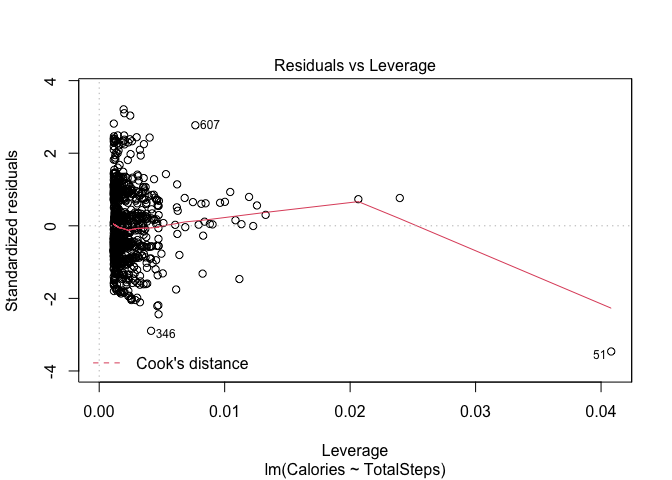 Residuals vs Leverage
Standardized residuals
4
2
0
-2
-4
607
346
51
Cook's distance
0.00 0.01 0.02 0.03 0.04
Leverage
lm(Calories ~ TotalSteps)